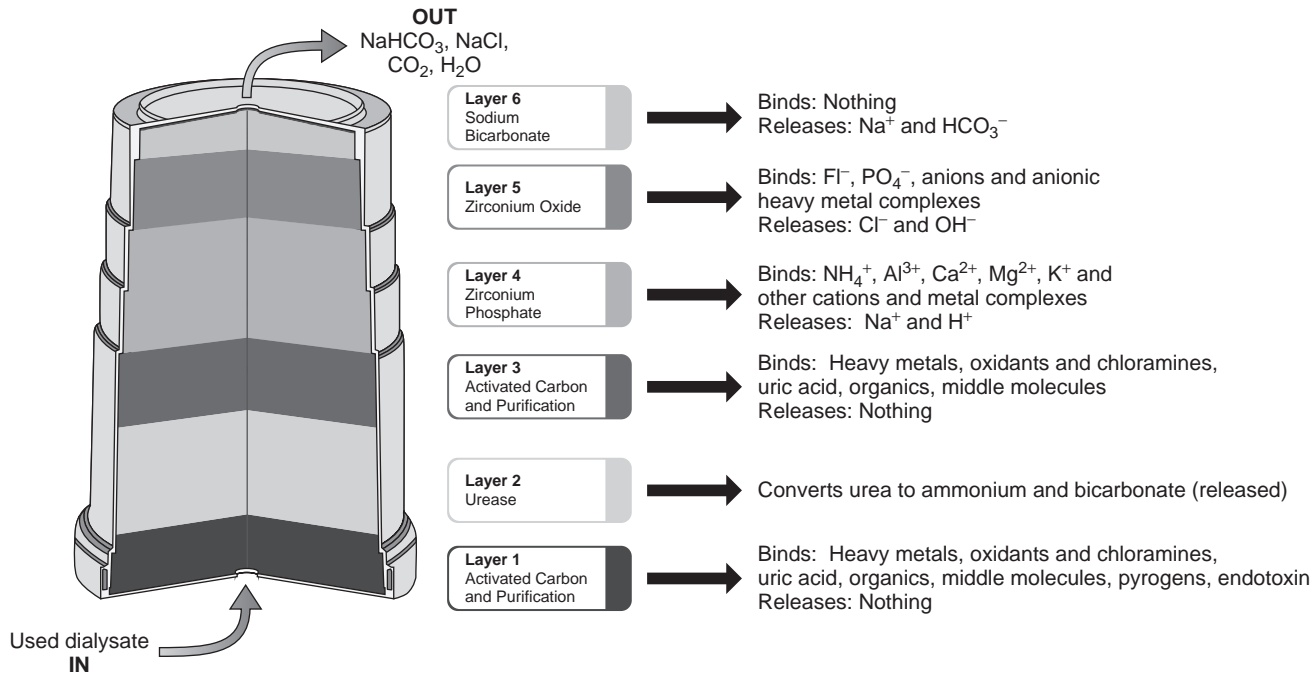 OUT
NaHCO₃, NaCl,
CO₂, H₂O
Layer 6
Sodium
Bicarbonate
Binds: Nothing
Releases: Na⁺ and HCO₃⁻
Layer 5
Zirconium Oxide
Binds: Fl⁻, PO₄⁻, anions and anionic
heavy metal complexes
Releases: Cl⁻ and OH⁻
Layer 4
Zirconium
Phosphate
Binds: NH₄⁺, Al³⁺, Ca²⁺, Mg²⁺, K⁺ and
other cations and metal complexes
Releases: Na⁺ and H⁺
Layer 3
Activated Carbon
and Purification
Binds: Heavy metals, oxidants and chloramines,
uric acid, organics, middle molecules
Releases: Nothing
Layer 2
Urease
Converts urea to ammonium and bicarbonate (released)
Layer 1
Activated Carbon
and Purification
Binds: Heavy metals, oxidants and chloramines,
uric acid, organics, middle molecules, pyrogens, endotoxin
Releases: Nothing
Used dialysate
IN